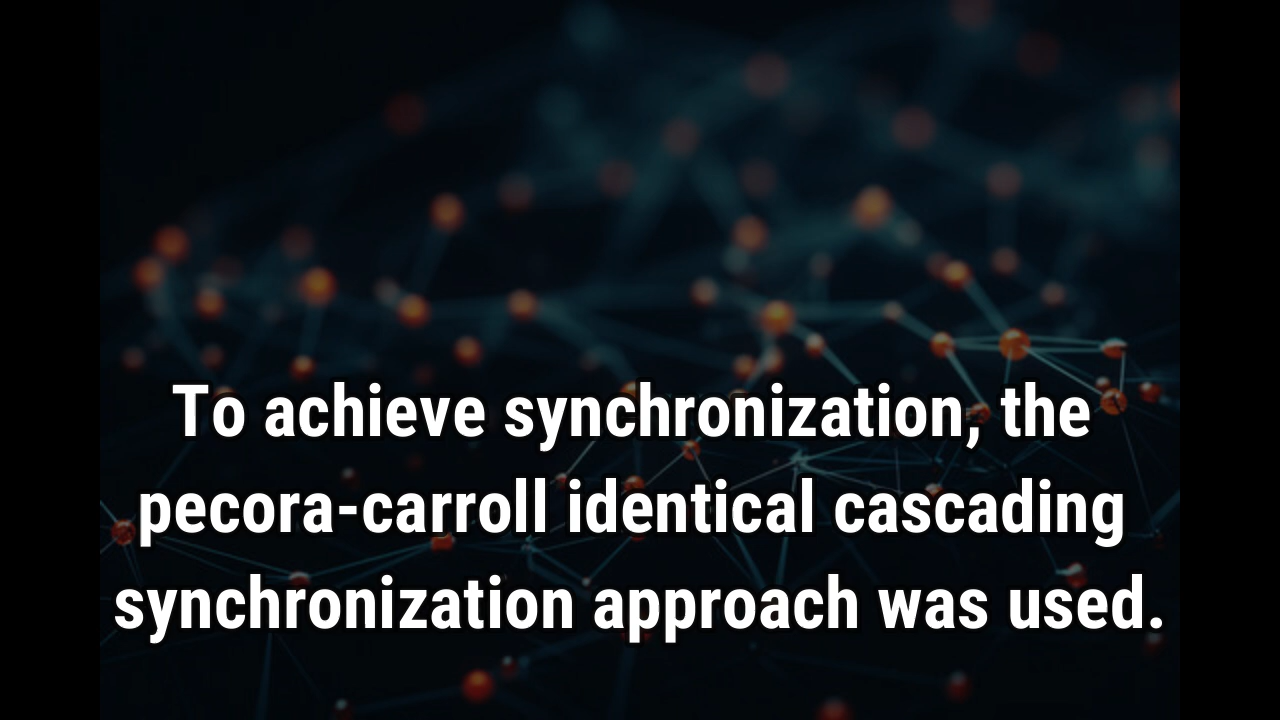 To achieve synchronization, the
pecora-carroll identical cascading
synchronization approach was used.